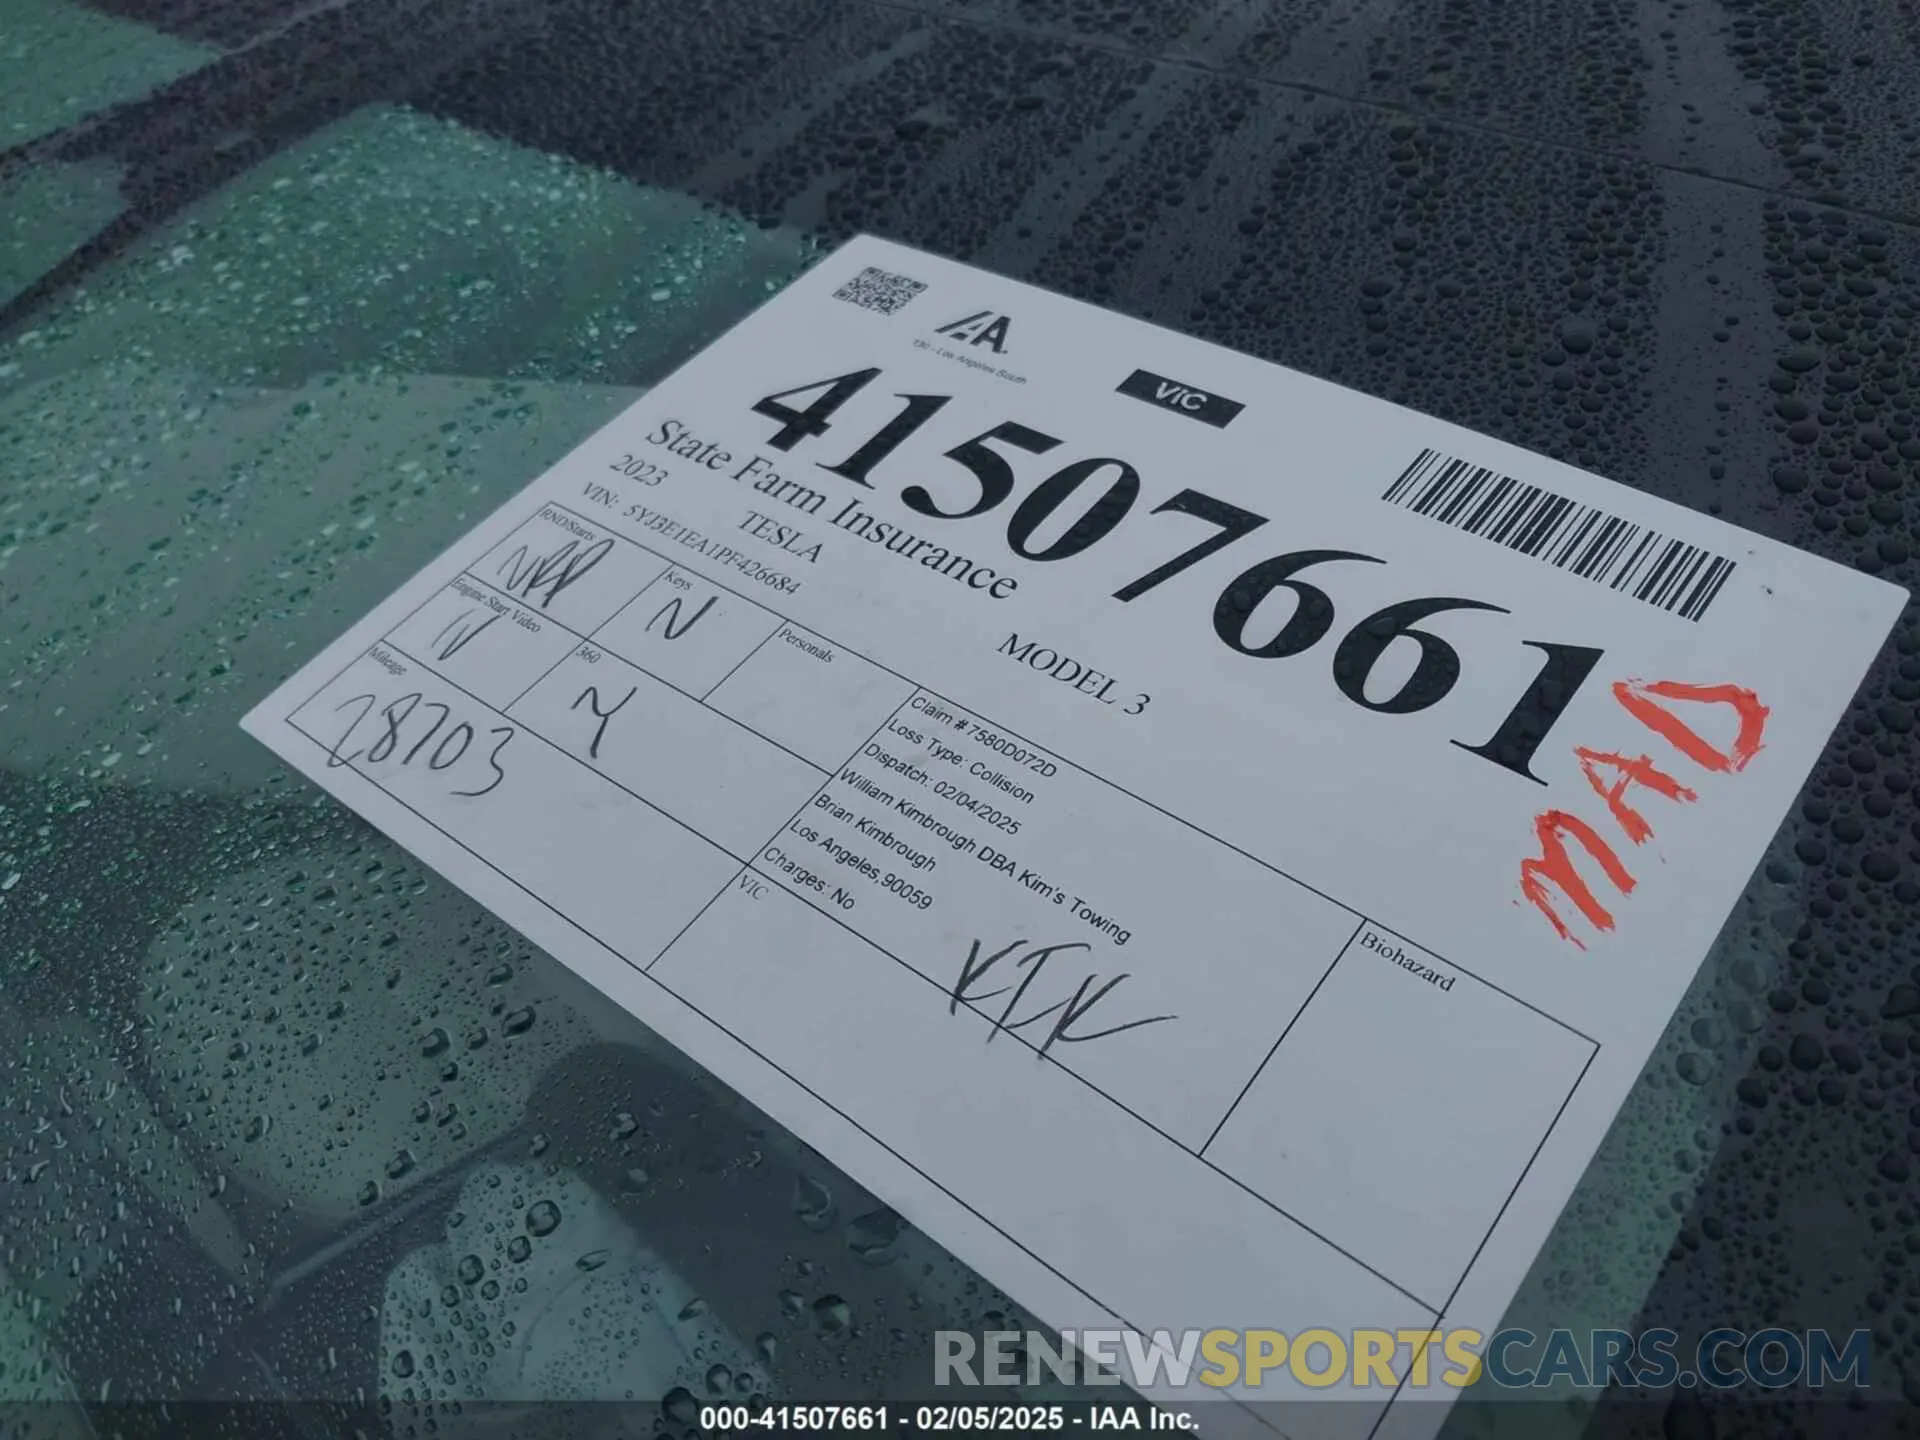 IAA
130 - Los Angeles South
VIC
41507661
State Farm Insurance
2023 TESLA MODEL 3
VIN: 5YJ3E1EA1PF426684
RND/Starts
Keys
N
Personals
Engine Start Video
N
360
Y
Mileage
28703
Claim # 7580D072D
Loss Type: Collision
Dispatch: 02/04/2025
William Kimbrough DBA Kim's Towing
Brian Kimbrough
Los Angeles,90059
Charges: No
VIC
Biohazard
MAD
RENEWSPORTSCARS.COM
000-41507661 - 02/05/2025 - IAA Inc.